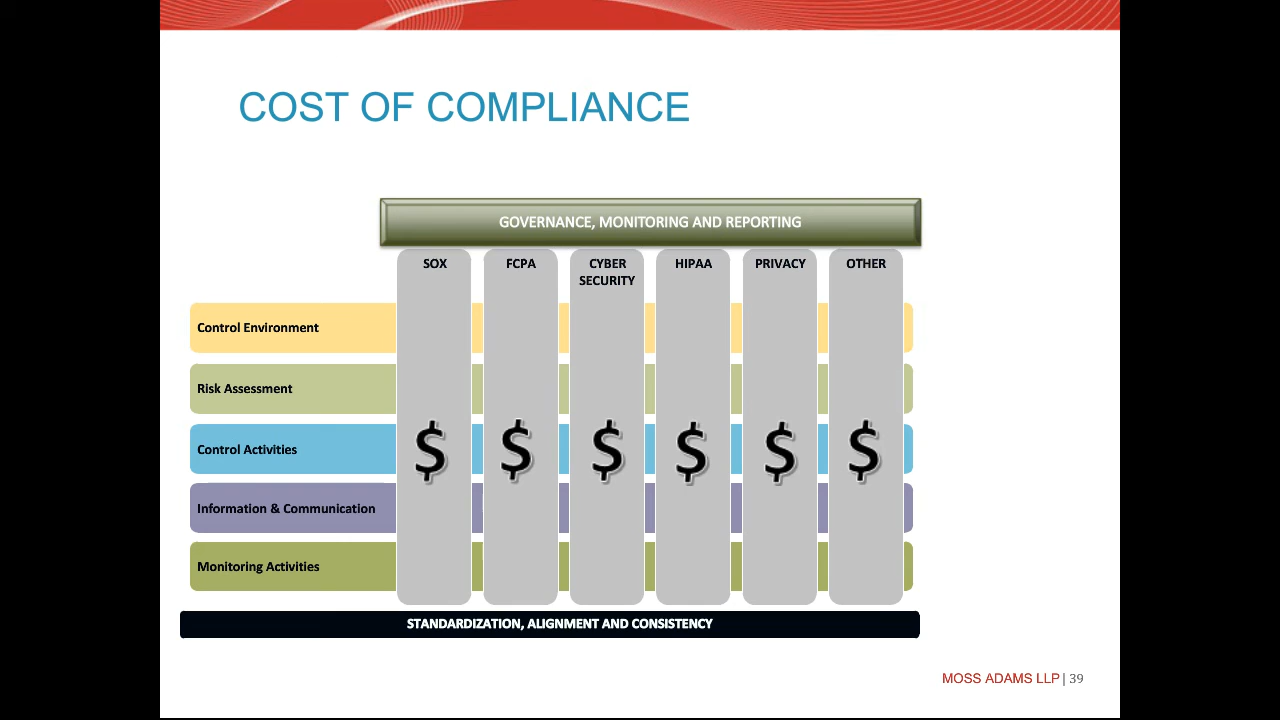 COST OF COMPLIANCE
GOVERNANCE, MONITORING AND REPORTING
SOX
FCPA
CYBER
SECURITY
HIPAA
PRIVACY
OTHER
Control Environment
Risk Assessment
Control Activities
$ $ $ $ $ $
Information & Communication
Monitoring Activities
STANDARDIZATION, ALIGNMENT AND CONSISTENCY
MOSS ADAMS LLP | 39